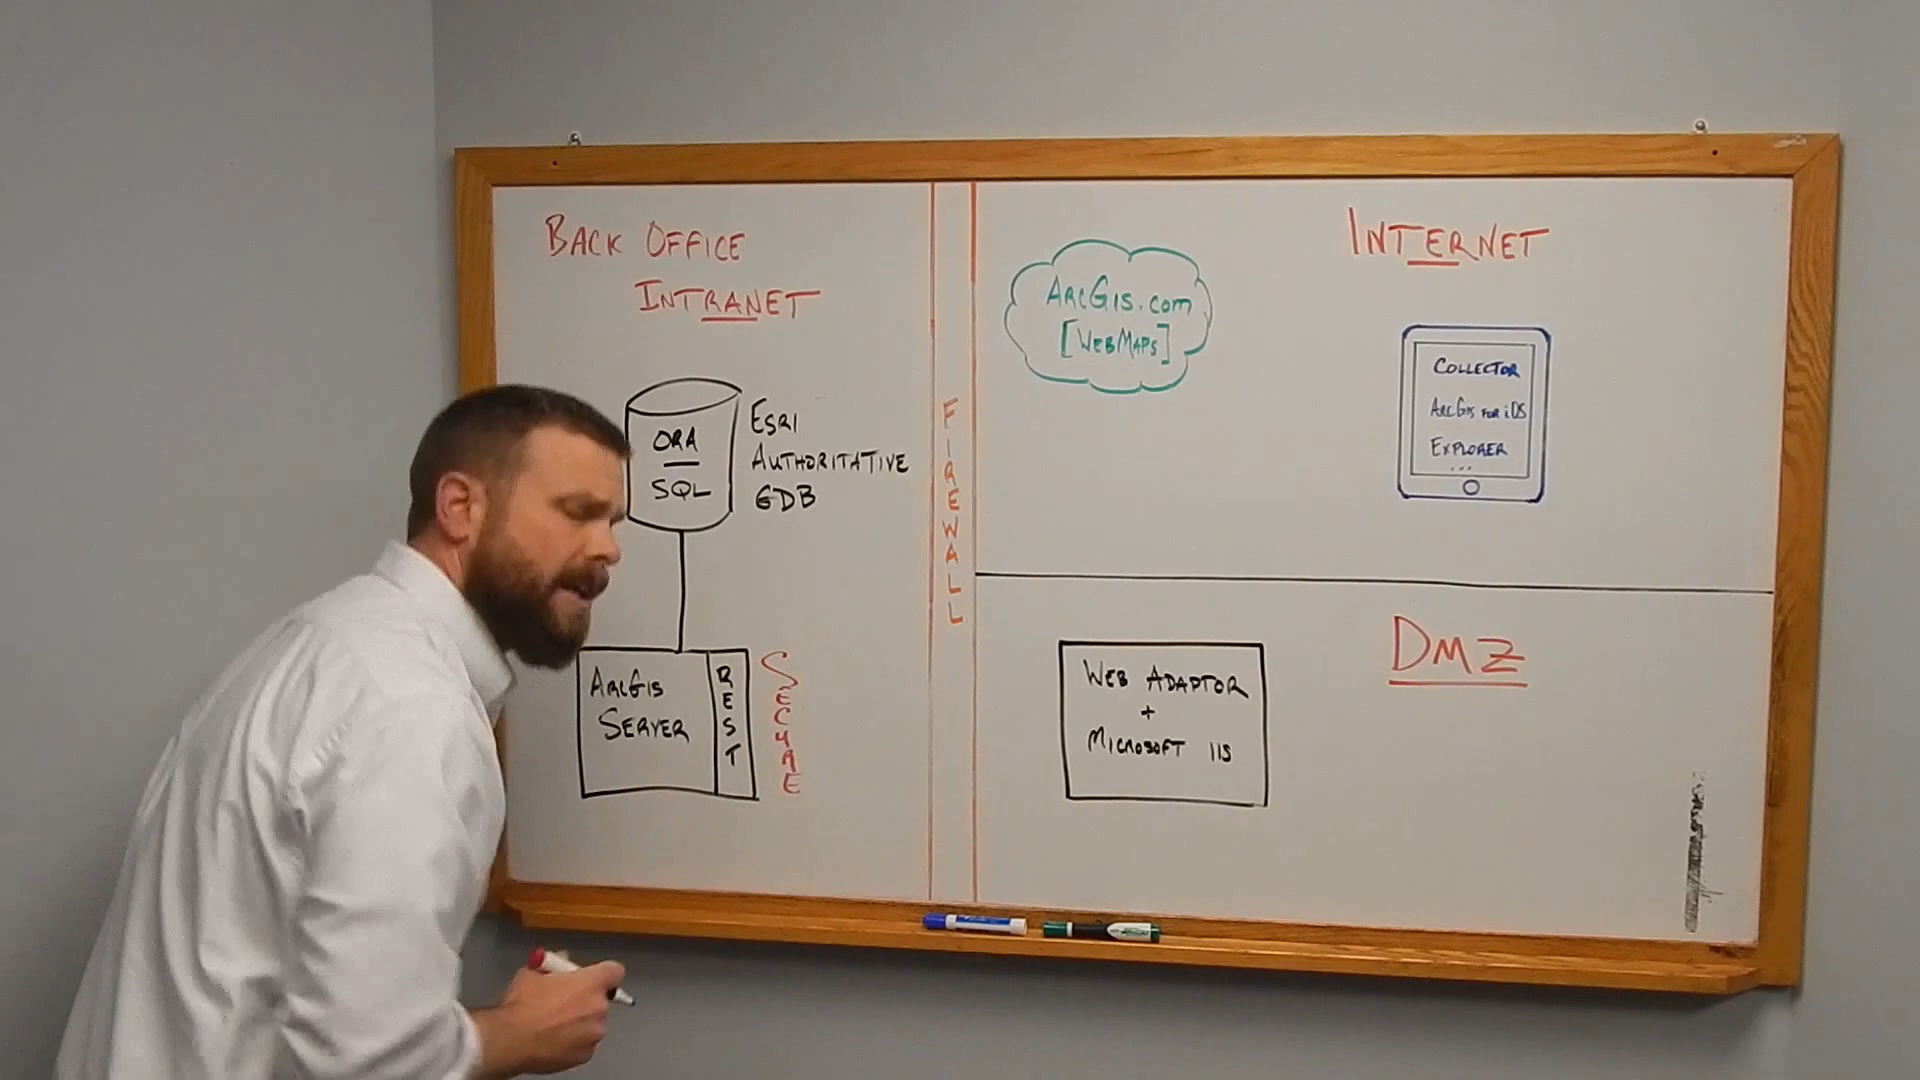 BACK OFFICE
INTRANET
ORA
SQL
ESRI
AUTHORITATIVE
GDB
ARCGIS
SERVER
REST
SECURE
FIREWALL
INTERNET
ARCGIS.COM
[WEBMAPS]
COLLECTOR
ARCGIS FOR iOS
EXPLORER
...
DMZ
WEB ADAPTOR
+
MICROSOFT IIS